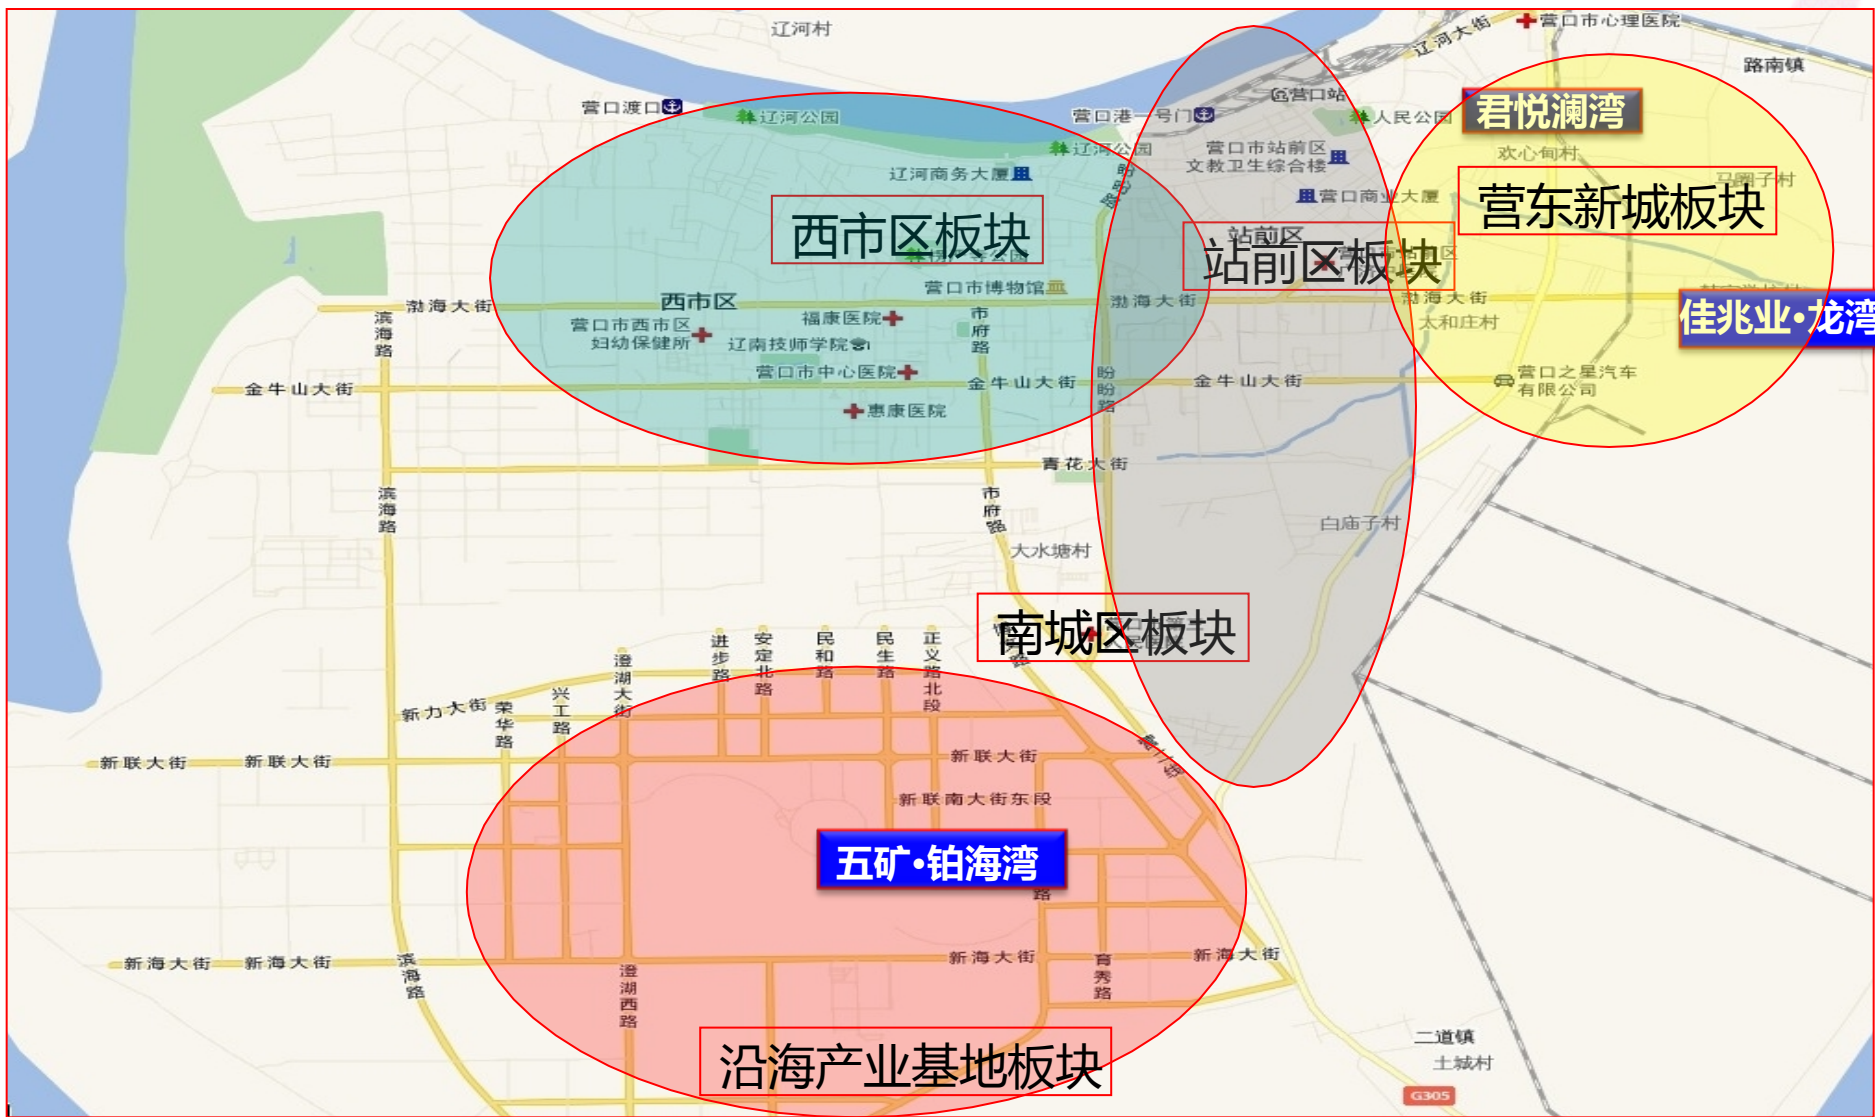 辽河村
营口市心理医院
辽河大街
路南镇
营口渡口
辽河公园
营口港一号门
营口站
人民公园
君悦澜湾
辽河公园
营口市站前区
文教卫生综合楼
欢心甸村
辽河商务大厦
营口商业大厦
马圈子村
西市区板块
营东新城板块
站前区
站前区板块
营口市博物馆
西市区
渤海大街
渤海大街
渤海大街
滨海路
市府路
营口市西市区
妇幼保健所
福康医院
辽南技师学院
太和庄村
佳兆业·龙湾
营口市中心医院
金牛山大街
金牛山大街
盼盼路
金牛山大街
营口之星汽车
有限公司
惠康医院
青花大街
滨海路
市府路
白庙子村
大水塘村
南城区板块
进步路
安定北路
民和路
民生路
正义路北段
澄湖大街
兴工路
荣华路
新力大街
新联大街
新联大街
新联大街
营大线
新联南大街东段
五矿·铂海湾
路
新海大街
新海大街
滨海路
新海大街
新海大街
育秀路
澄湖西路
沿海产业基地板块
二道镇
土城村
G305